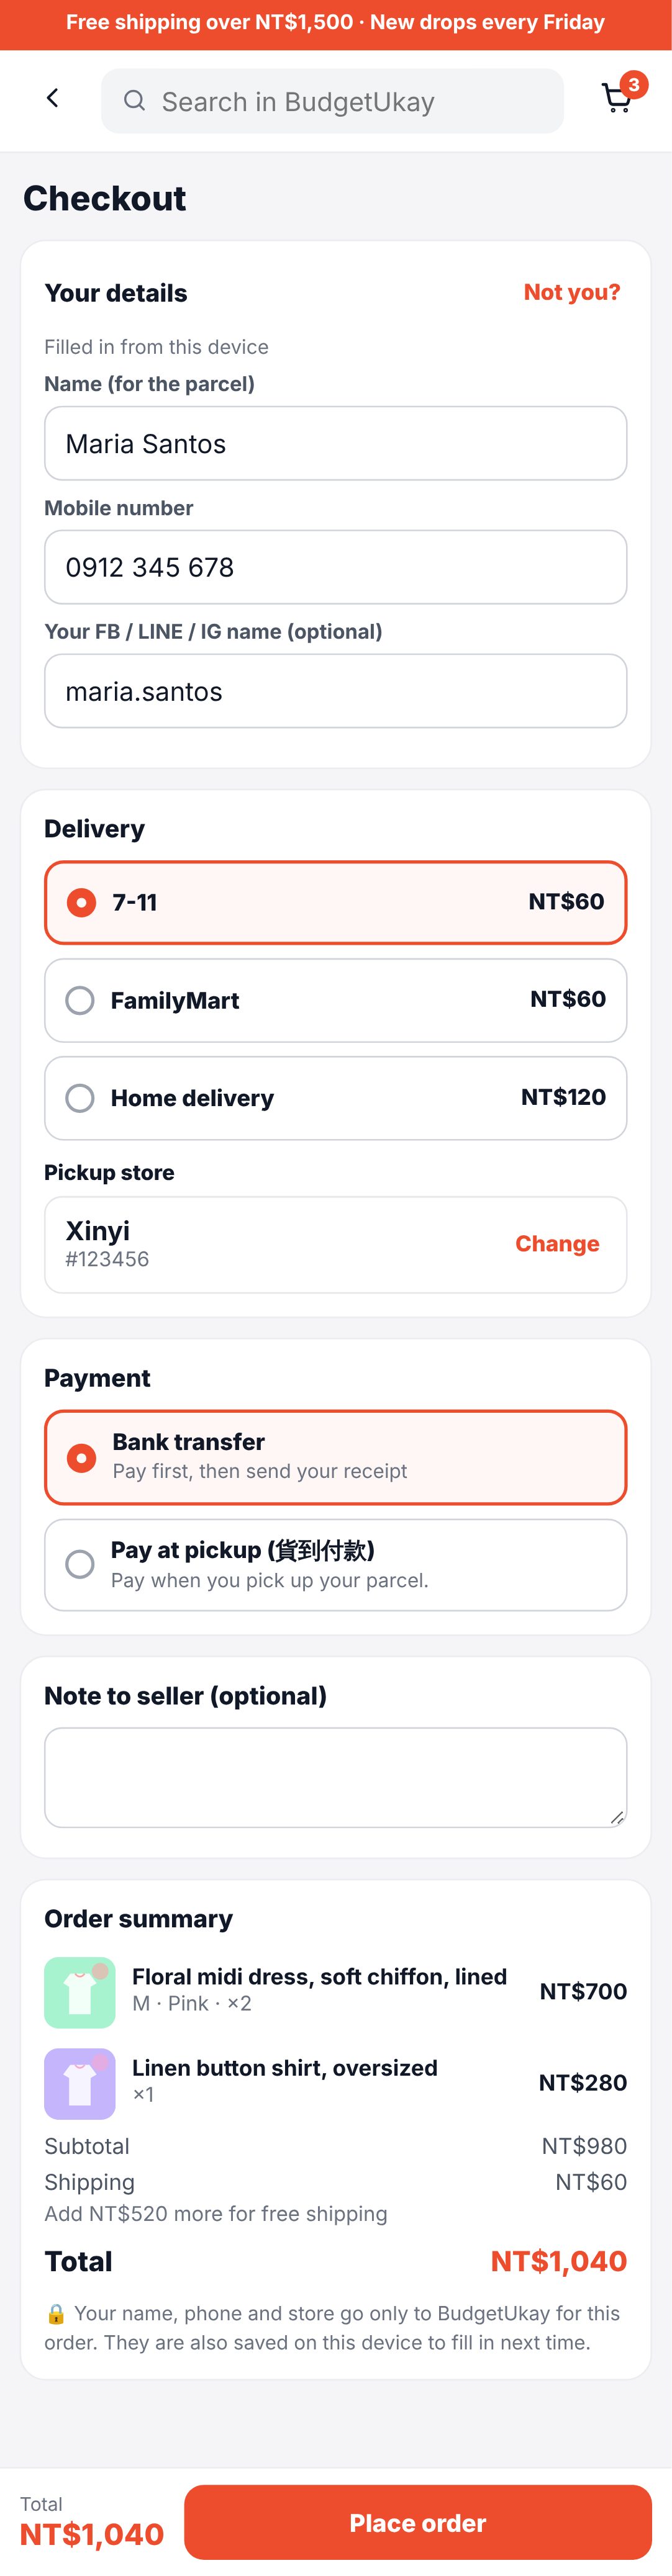 Free shipping over NT$1,500 · New drops every Friday
Search in BudgetUkay
3
Checkout
Your details
Not you?
Filled in from this device
Name (for the parcel)
Maria Santos
Mobile number
0912 345 678
Your FB / LINE / IG name (optional)
maria.santos
Delivery
7-11 NT$60
FamilyMart NT$60
Home delivery NT$120
Pickup store
Xinyi
#123456
Change
Payment
Bank transfer
Pay first, then send your receipt
Pay at pickup (貨到付款)
Pay when you pick up your parcel.
Note to seller (optional)
Order summary
Floral midi dress, soft chiffon, lined
M · Pink · ×2
NT$700
Linen button shirt, oversized
×1
NT$280
Subtotal NT$980
Shipping NT$60
Add NT$520 more for free shipping
Total NT$1,040
🔒 Your name, phone and store go only to BudgetUkay for this
order. They are also saved on this device to fill in next time.
Total
NT$1,040
Place order